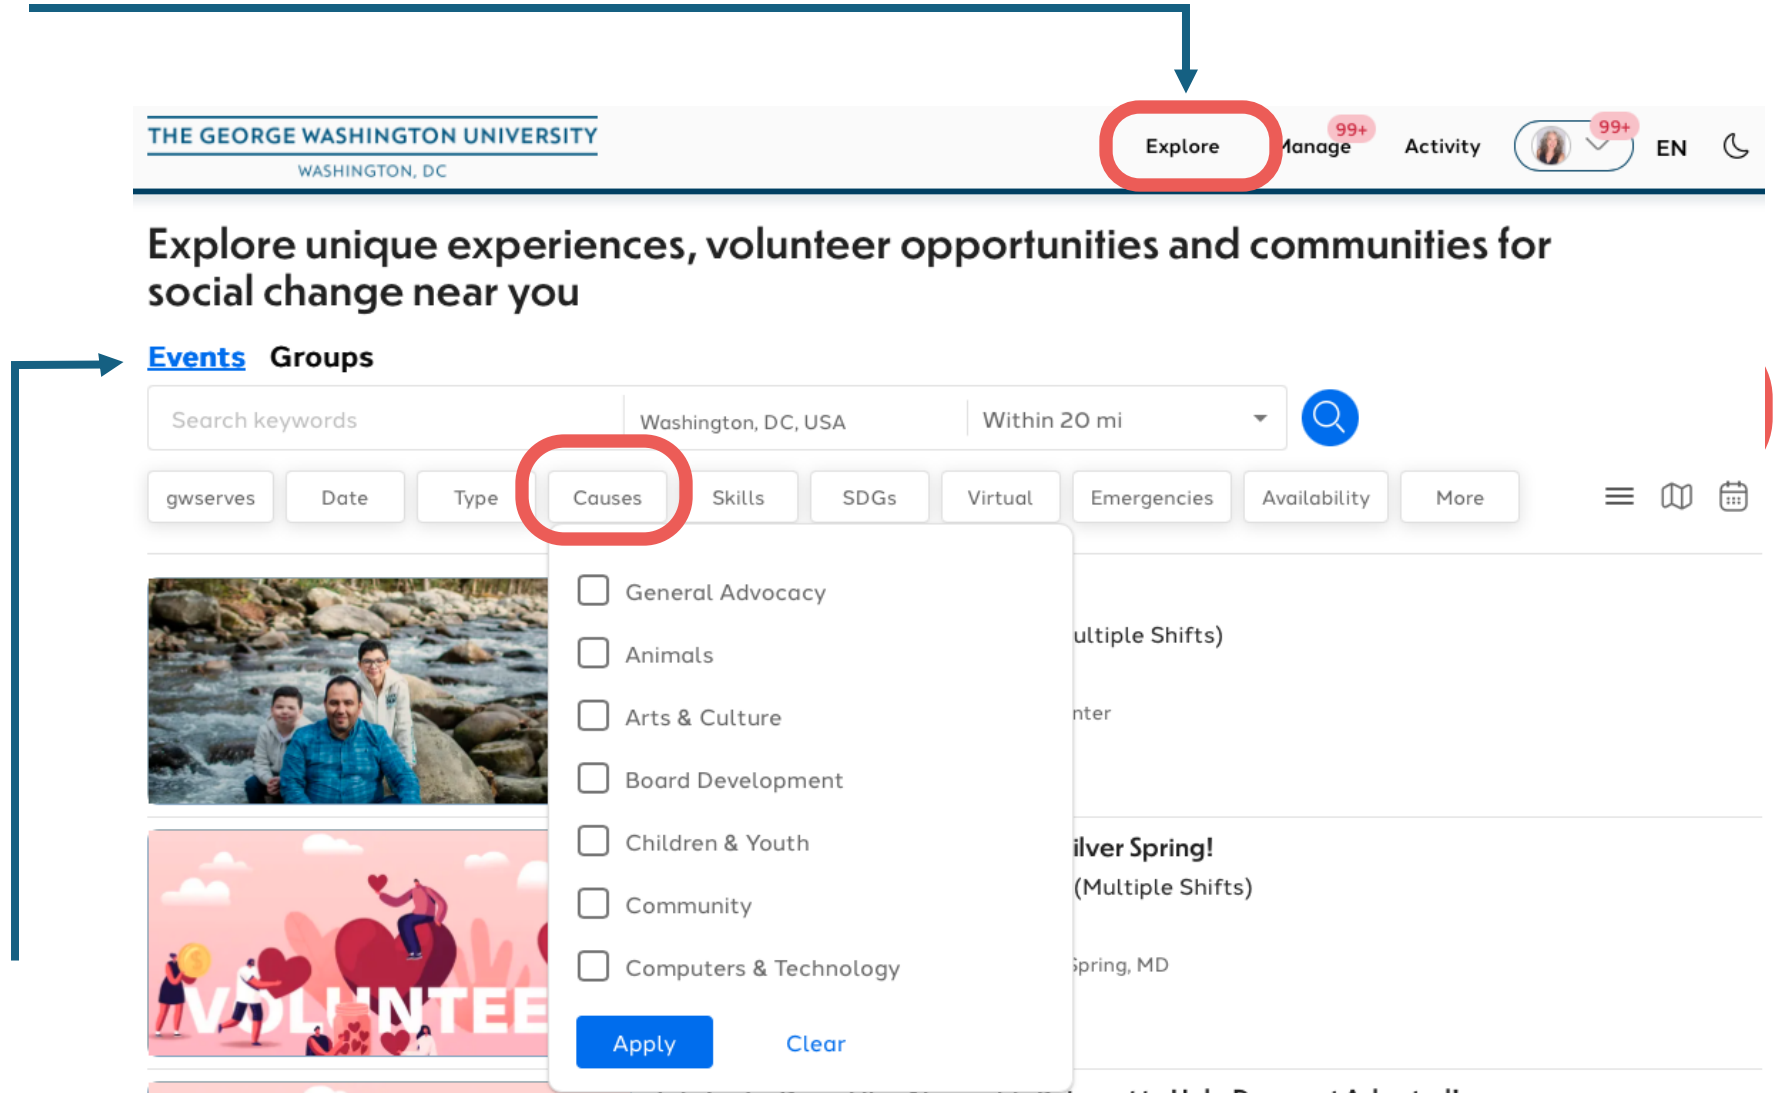 THE GEORGE WASHINGTON UNIVERSITY
WASHINGTON, DC
Explore
Manage
99+
Activity
99+
EN
Explore unique experiences, volunteer opportunities and communities for
social change near you
Events Groups
Search keywords
Washington, DC, USA
Within 20 mi
gwserves
Date
Type
Causes
Skills
SDGs
Virtual
Emergencies
Availability
More
General Advocacy
Animals
Arts & Culture
Board Development
Children & Youth
Community
Computers & Technology
Apply
Clear
ultiple Shifts)
nter
ilver Spring!
(Multiple Shifts)
Spring, MD
VOLUNTEE